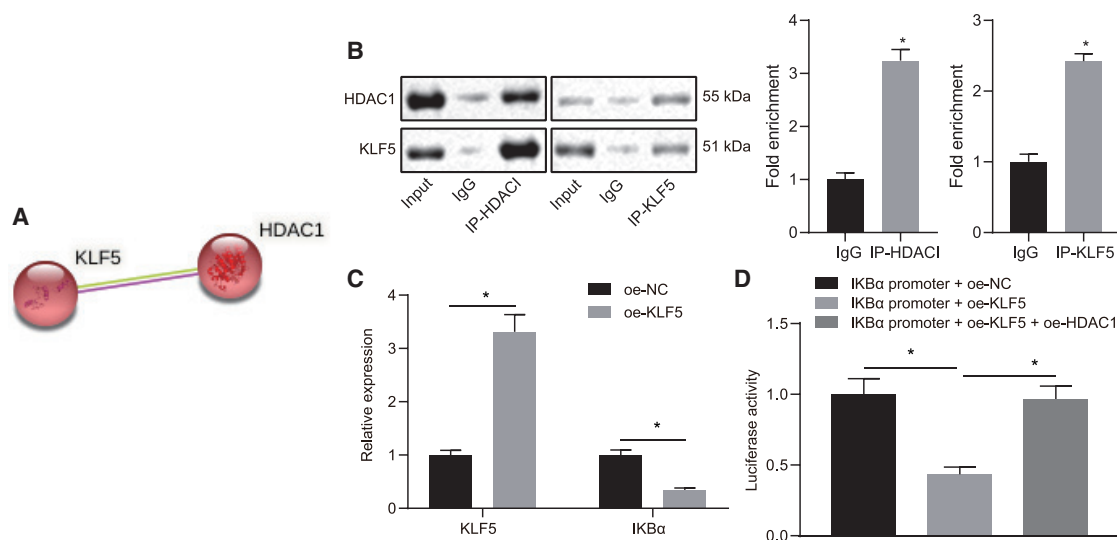 A
KLF5
HDAC1
B
HDAC1
KLF5
55 kDa
51 kDa
Input
IgG
IP-HDACI
Input
IgG
IP-KLF5
Fold enrichment
4
3
2
1
0
*
IgG IP-HDACI
Fold enrichment
3
2
1
0
*
IgG IP-KLF5
C
oe-NC
oe-KLF5
Relative expression
4
3
2
1
0
*
*
KLF5 IKBα
D
IKBα promoter + oe-NC
IKBα promoter + oe-KLF5
IKBα promoter + oe-KLF5 + oe-HDAC1
Luciferase activity
1.5
1.0
0.5
0.0
*
*